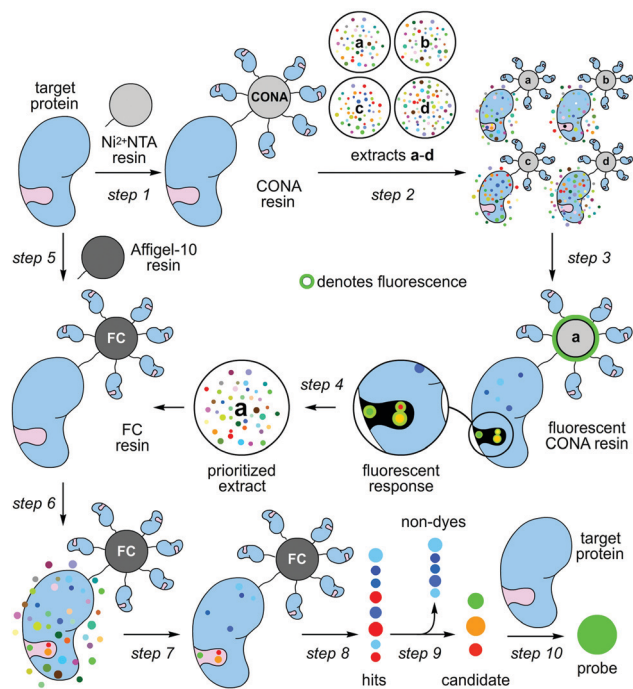 target
protein
Ni²⁺NTA
resin
step 1
CONA
CONA
resin
a
b
c
d
extracts a-d
step 2
a
b
c
d
step 3
step 5
Affigel-10
resin
denotes fluorescence
FC
FC
resin
a
prioritized
extract
step 4
fluorescent
response
a
fluorescent
CONA resin
step 6
FC
step 7
FC
step 8
hits
non-dyes
step 9
candidate
target
protein
step 10
probe